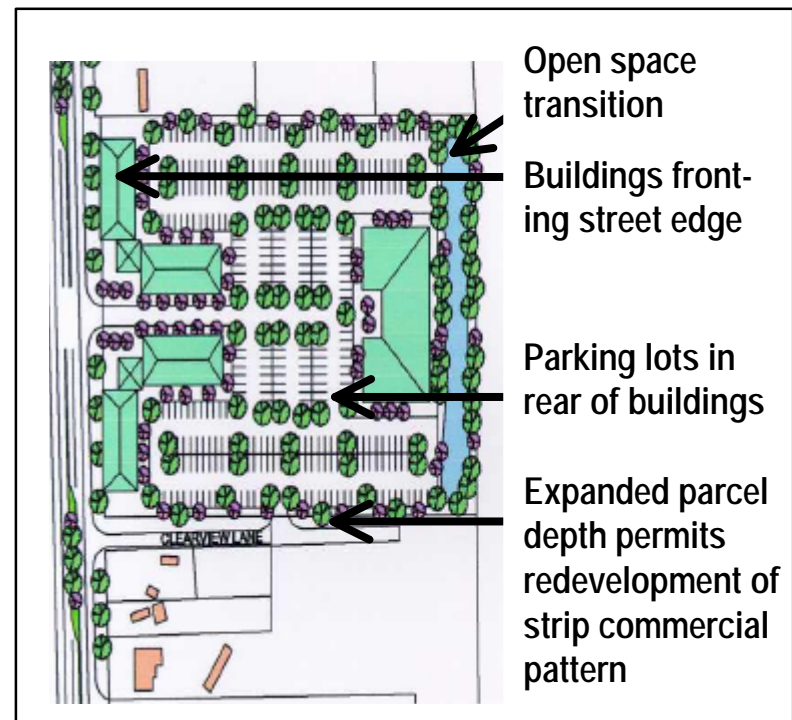 Open space
transition
Buildings front-
ing street edge
Parking lots in
rear of buildings
Expanded parcel
depth permits
redevelopment of
strip commercial
pattern
CLEARVIEW LANE